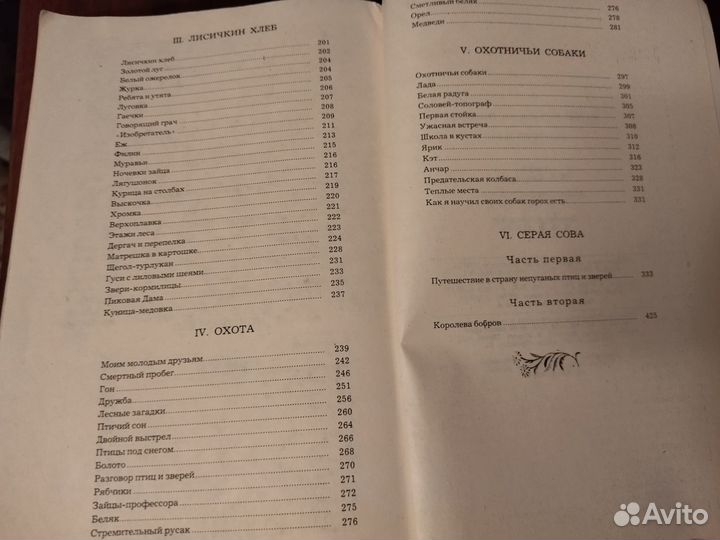 III. ЛИСИЧКИН ХЛЕБ
Лисичкин хлеб 201
Золотой луг 202
Белый ожерелок 204
Журка 204
Ребята и утята 205
Луговка 206
Гаечки 207
Говорящий грач 208
«Изобретатель» 209
Еж 211
Филин 213
Муравьи 215
Ночевки зайца 216
Лягушонок 216
Курица на столбах 217
Выскочка 219
Хромка 220
Верхоплавка 221
Этажи леса 222
Дергач и перепелка 223
Матрешка в картошке 224
Щегол-турлукан 228
Гуси с лиловыми шеями 231
Звери-кормилицы 233
Пиковая Дама 235
Куница-медовка 237
IV. ОХОТА
Моим молодым друзьям 239
Смертный пробег 242
Гон 246
Дружба 251
Лесные загадки 256
Птичий сон 260
Двойной выстрел 264
Птицы под снегом 266
Болото 268
Разговор птиц и зверей 270
Рябчики 271
Зайцы-профессора 272
Беляк 275
Стремительный русак 276
Сметливый беляк 276
Орел 278
Медведи 281
V. ОХОТНИЧЬИ СОБАКИ
Охотничьи собаки 297
Лада 299
Белая радуга 301
Соловей-топограф 305
Первая стойка 307
Ужасная встреча 308
Школа в кустах 310
Ярик 312
Кэт 316
Анчар 323
Предательская колбаса 328
Теплые места 331
Как я научил своих собак горох есть 331
VI. СЕРАЯ СОВА
Часть первая
Путешествие в страну непуганых птиц и зверей 333
Часть вторая
Королева бобров 425
Avito